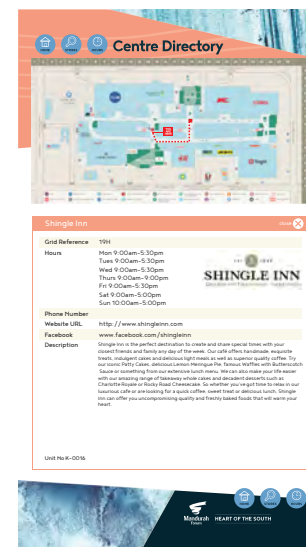 Centre Directory
Shingle Inn
close
Grid Reference 19H
Hours Mon 9:00am-5:30pm
Tues 9:00am-5:30pm
Wed 9:00am-5:30pm
Thurs 9:00am-9:00pm
Fri 9:00am-5:30pm
Sat 9:00am-5:00pm
Sun 10:00am-5:00pm
SHINGLE INN
Phone Number
Website URL http://www.shingleinn.com
Facebook www.facebook.com/shingleinn
Description Shingle Inn is the perfect destination to create and share special times with your
closest friends and family any day of the week. Our cafe offers handmade, exquisite
treats, indulgent cakes and delicious light meals as well as superior quality coffee. Try
our iconic Patty Cakes, delicious Lemon Meringue Pie, famous Waffles with Butterscotch
Sauce or something from our extensive lunch menu. We can also make your life easier
with our amazing range of takeaway whole cakes and decadent desserts such as
Charlotte Royale or Rocky Road Cheesecake. So whether you've got time to relax in our
luxurious cafe or are looking for a quick coffee, sweet treat or delicious lunch, Shingle
Inn can offer you uncompromising quality and freshly baked foods that will warm your
heart.
Unit No K-0016
Mandurah
Forum
HEART OF THE SOUTH